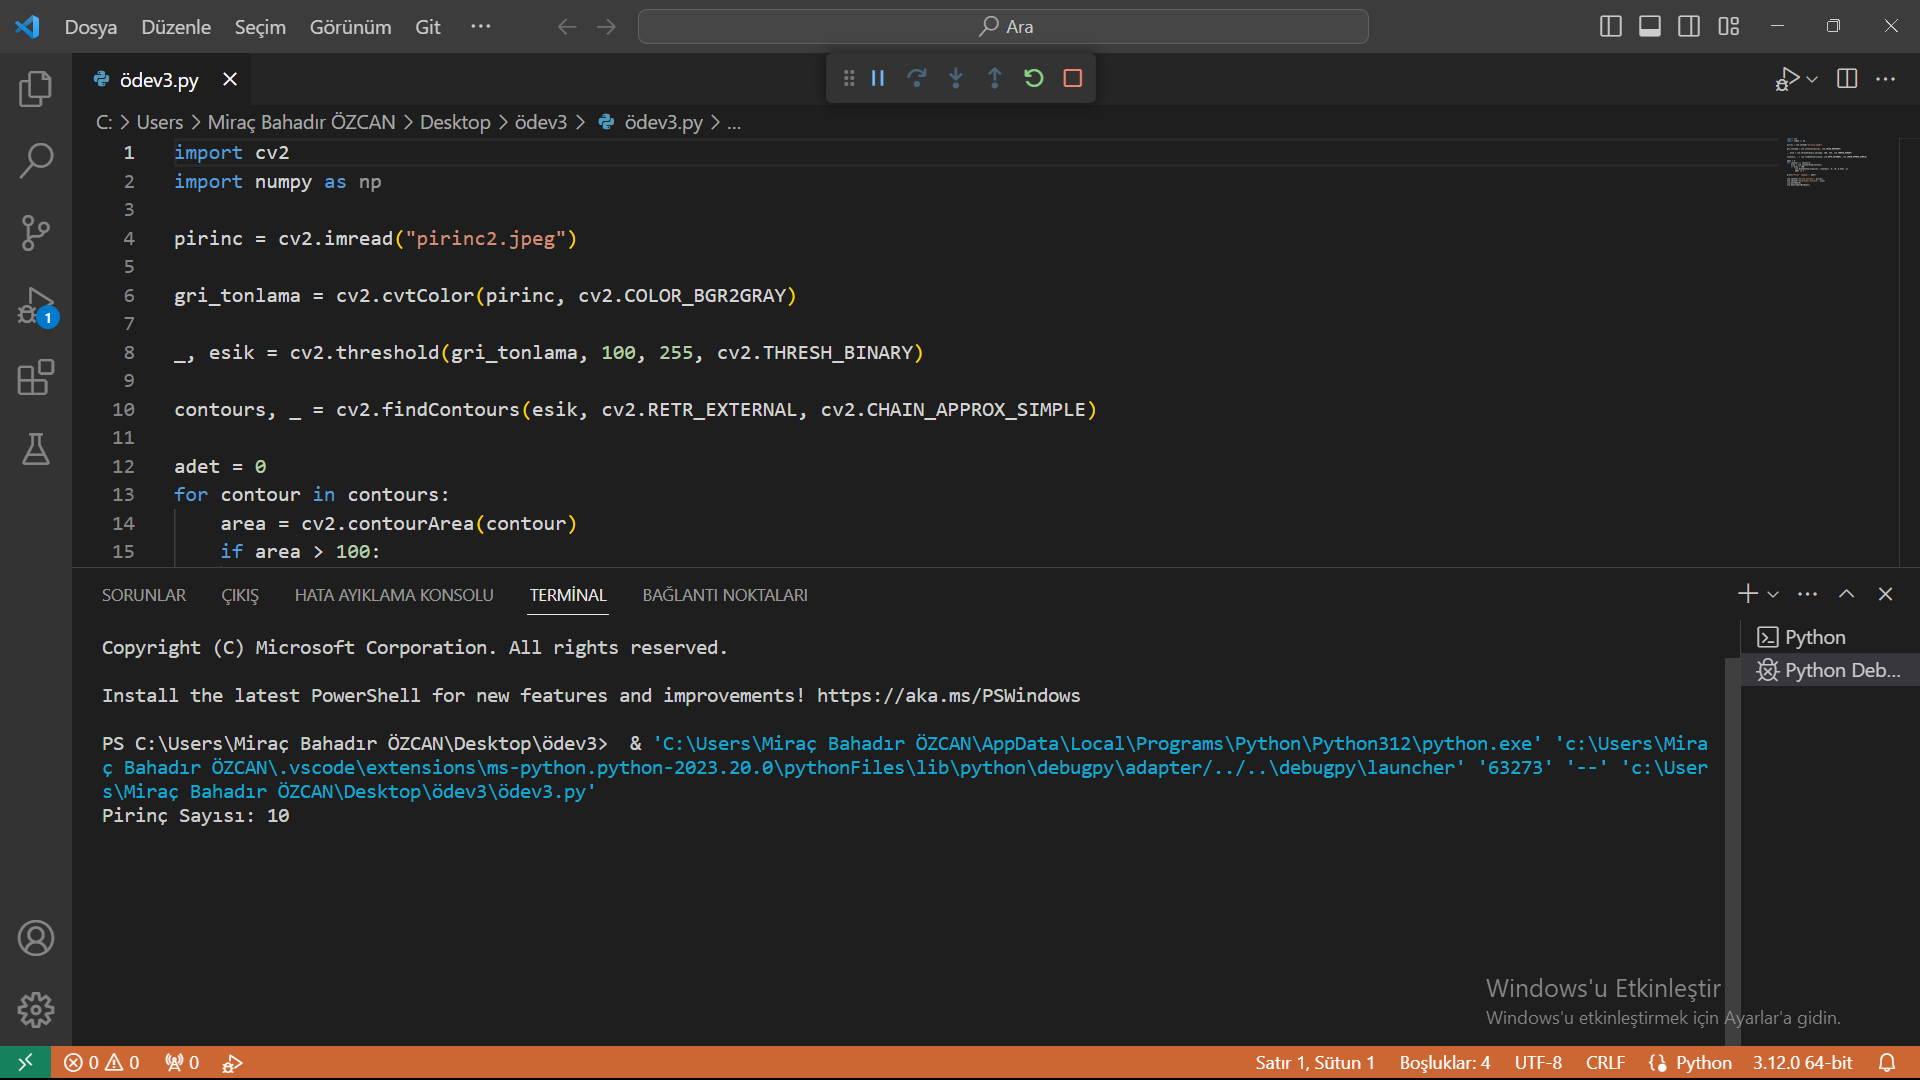 Dosya Düzenle Seçim Görünüm Git ··· Ara
ödev3.py
C: > Users > Miraç Bahadır ÖZCAN > Desktop > ödev3 > ödev3.py > ...
1 import cv2
2 import numpy as np
3
4 pirinc = cv2.imread("pirinc2.jpeg")
5
6 gri_tonlama = cv2.cvtColor(pirinc, cv2.COLOR_BGR2GRAY)
7
8 _, esik = cv2.threshold(gri_tonlama, 100, 255, cv2.THRESH_BINARY)
9
10 contours, _ = cv2.findContours(esik, cv2.RETR_EXTERNAL, cv2.CHAIN_APPROX_SIMPLE)
11
12 adet = 0
13 for contour in contours:
14     area = cv2.contourArea(contour)
15     if area > 100:
1
SORUNLAR ÇIKIŞ HATA AYIKLAMA KONSOLU TERMİNAL BAĞLANTI NOKTALARI
Python
Python Deb...
Copyright (C) Microsoft Corporation. All rights reserved.
Install the latest PowerShell for new features and improvements! https://aka.ms/PSWindows
PS C:\Users\Miraç Bahadır ÖZCAN\Desktop\ödev3>  & 'C:\Users\Miraç Bahadır ÖZCAN\AppData\Local\Programs\Python\Python312\python.exe' 'c:\Users\Mira
ç Bahadır ÖZCAN\.vscode\extensions\ms-python.python-2023.20.0\pythonFiles\lib\python\debugpy\adapter/../..\debugpy\launcher' '63273' '--' 'c:\User
s\Miraç Bahadır ÖZCAN\Desktop\ödev3\ödev3.py'
Pirinç Sayısı: 10
Windows'u Etkinleştir
Windows'u etkinleştirmek için Ayarlar'a gidin.
0 0 0 Satır 1, Sütun 1 Boşluklar: 4 UTF-8 CRLF Python 3.12.0 64-bit